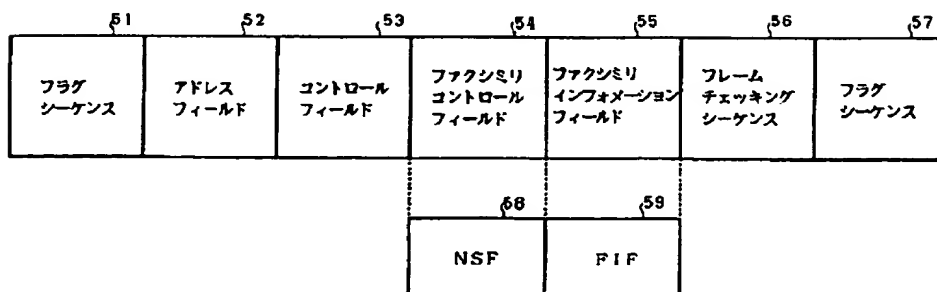 51 52 53 54 55 56 57
フラグ
シーケンス
アドレス
フィールド
コントロール
フィールド
ファクシミリ
コントロール
フィールド
ファクシミリ
インフォメーション
フィールド
フレーム
チェッキング
シーケンス
フラグ
シーケンス
58 59
NSF FIF